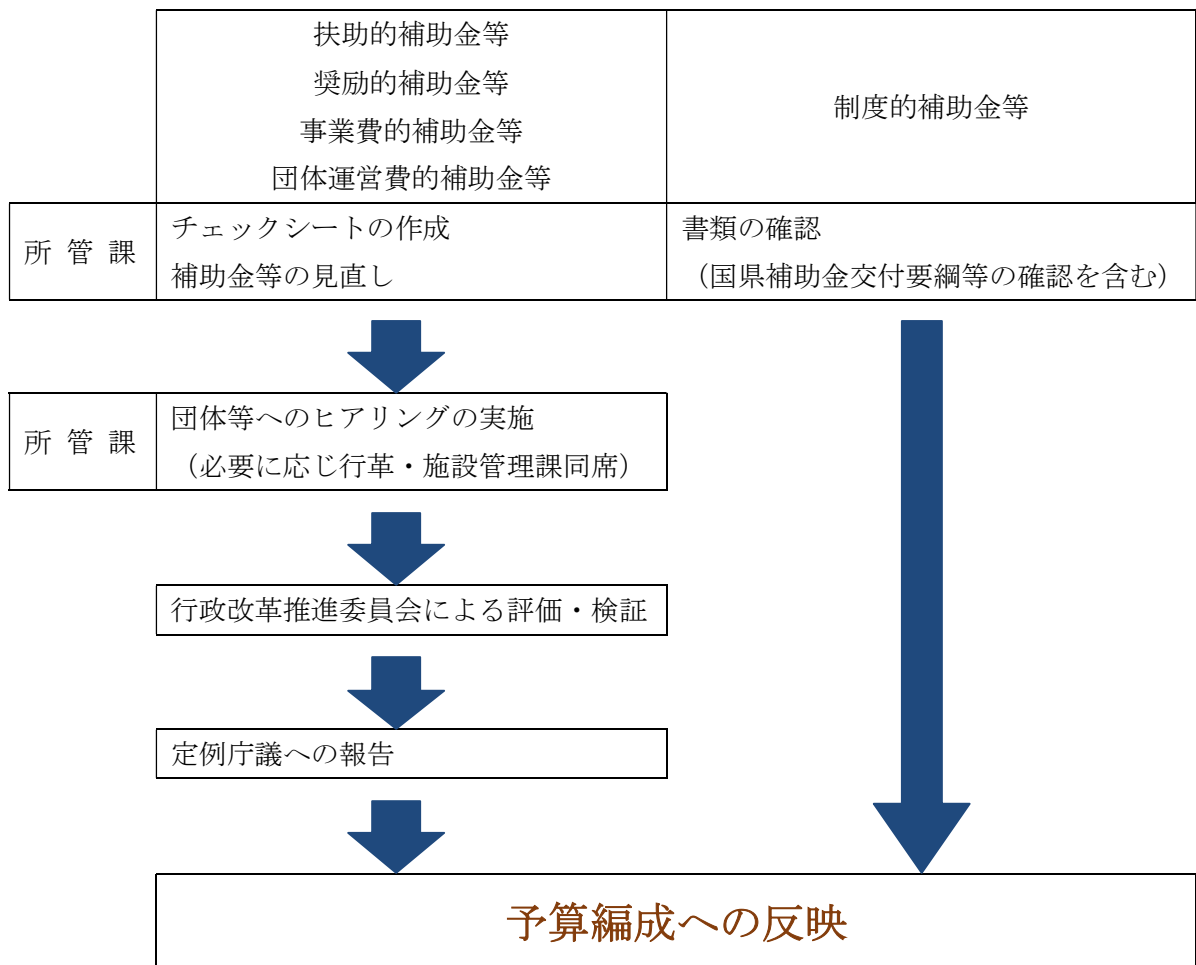 扶助的補助金等
奨励的補助金等
事業費的補助金等
団体運営費的補助金等
制度的補助金等
所管課
チェックシートの作成
補助金等の見直し
書類の確認
（国県補助金交付要綱等の確認を含む）
所管課
団体等へのヒアリングの実施
（必要に応じ行革・施設管理課同席）
行政改革推進委員会による評価・検証
定例庁議への報告
予算編成への反映